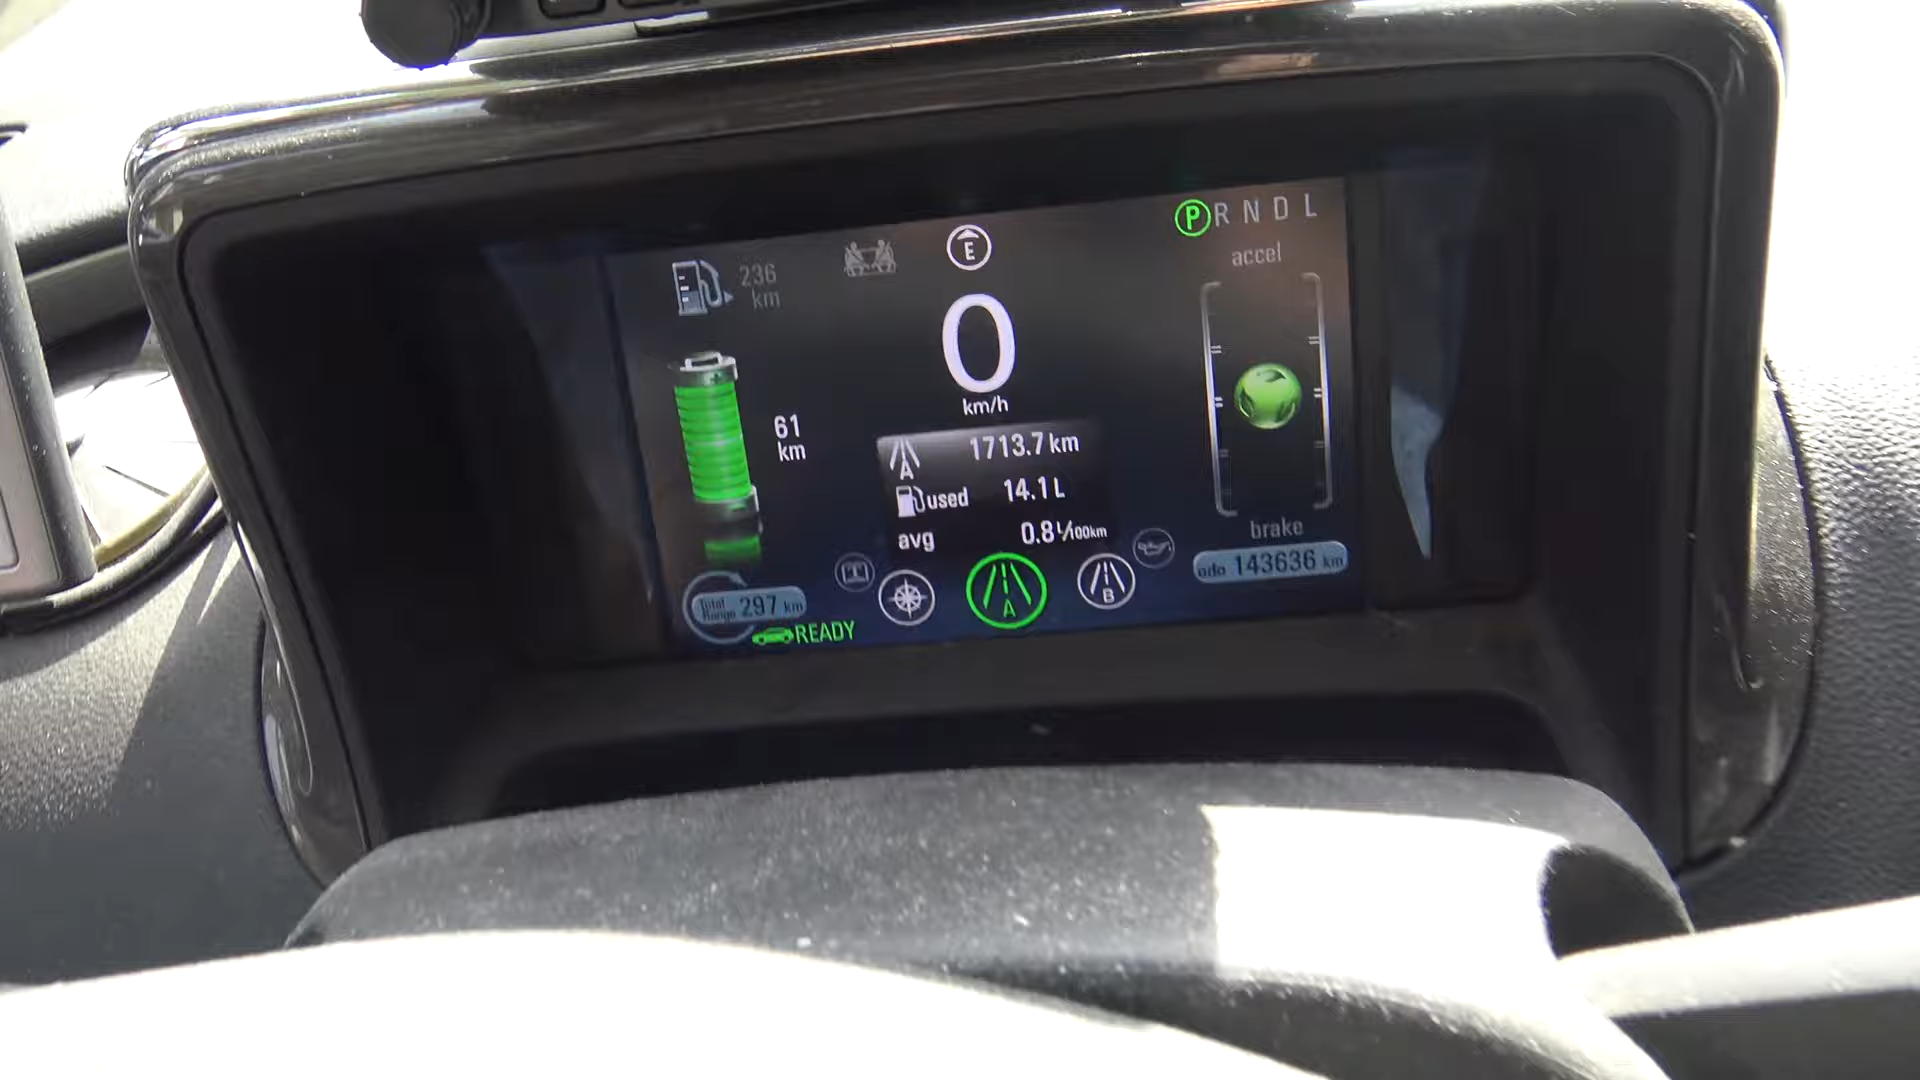 P R N D L
E
236
km
accel
0
km/h
61
km
A 1713.7 km
used 14.1 L
avg 0.8 L/100km
brake
odo 143636 km
A
B
Total
Range 297 km
READY